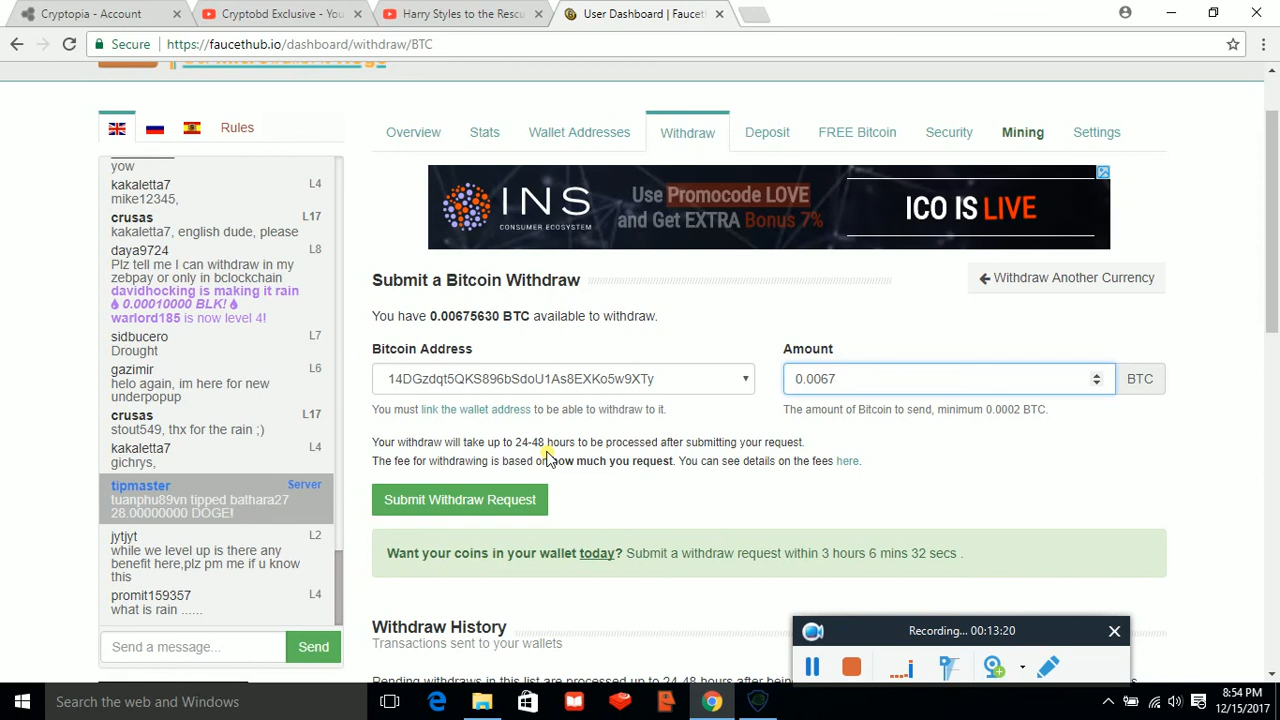 Cryptopia - Account
Cryptobd Exclusive - You
Harry Styles to the Rescu
User Dashboard | Faucet
Secure
https://faucethub.io/dashboard/withdraw/BTC
Rules
yow
kakaletta7 L4
mike12345,
crusas L17
kakaletta7, english dude, please
daya9724 L8
Plz tell me I can withdraw in my
zebpay or only in bclockchain
davidhocking is making it rain
0.00010000 BLK!
warlord185 is now level 4!
sidbucero L7
Drought
gazimir L6
helo again, im here for new
underpopup
crusas L17
stout549, thx for the rain ;)
kakaletta7 L4
gichrys,
tipmaster Server
tuanphu89vn tipped bathara27
28.00000000 DOGE!
jytjyt L2
while we level up is there any
benefit here,plz pm me if u know
this
promit159357 L4
what is rain ......
Send a message...
Send
Overview Stats Wallet Addresses Withdraw Deposit FREE Bitcoin Security Mining Settings
INS
CONSUMER ECOSYSTEM
Use Promocode LOVE
and Get EXTRA Bonus 7%
ICO IS LIVE
Submit a Bitcoin Withdraw
Withdraw Another Currency
You have 0.00675630 BTC available to withdraw.
Bitcoin Address
14DGzdqt5QKS896bSdoU1As8EXKo5w9XTy
You must link the wallet address to be able to withdraw to it.
Amount
0.0067
BTC
The amount of Bitcoin to send, minimum 0.0002 BTC.
Your withdraw will take up to 24-48 hours to be processed after submitting your request.
The fee for withdrawing is based on how much you request. You can see details on the fees here.
Submit Withdraw Request
Want your coins in your wallet today? Submit a withdraw request within 3 hours 6 mins 32 secs .
Withdraw History
Transactions sent to your wallets
Recording... 00:13:20
Search the web and Windows
8:54 PM
12/15/2017